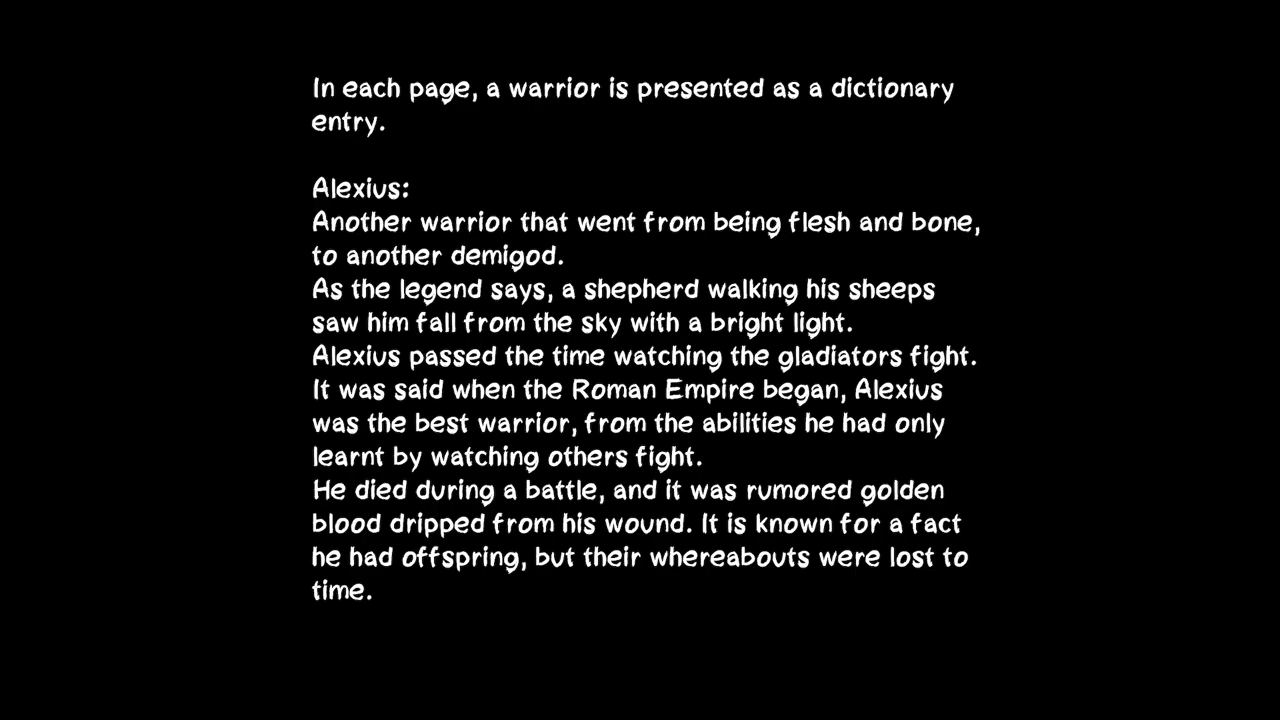 In each page, a warrior is presented as a dictionary
entry.

Alexius:
Another warrior that went from being flesh and bone,
to another demigod.
As the legend says, a shepherd walking his sheeps
saw him fall from the sky with a bright light.
Alexius passed the time watching the gladiators fight.
It was said when the Roman Empire began, Alexius
was the best warrior, from the abilities he had only
learnt by watching others fight.
He died during a battle, and it was rumored golden
blood dripped from his wound. It is known for a fact
he had offspring, but their whereabouts were lost to
time.